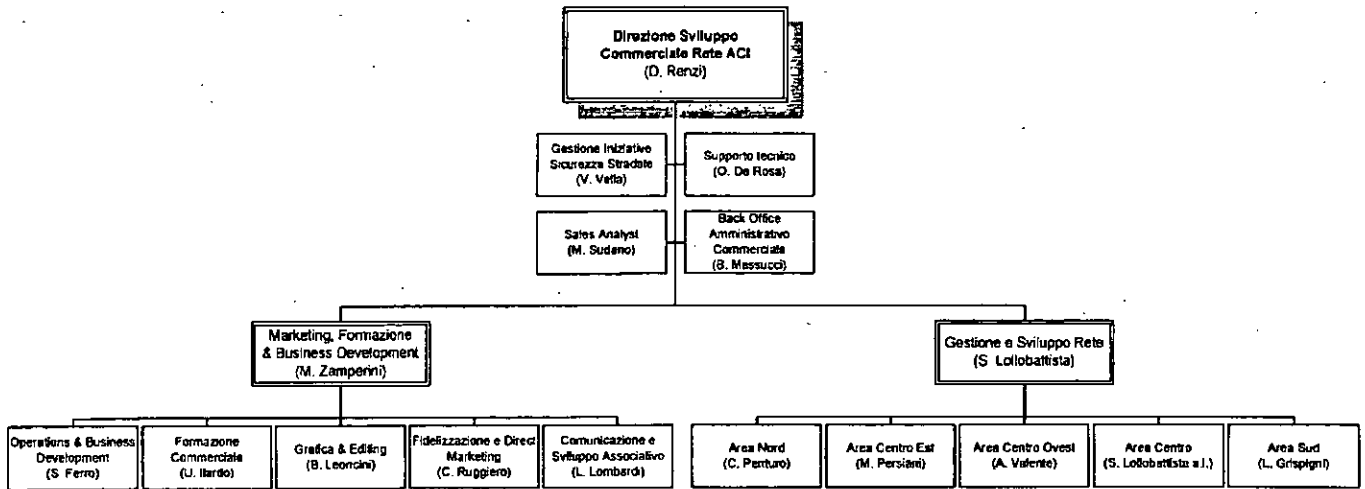 Direzione Sviluppo
Commerciale Rete ACI
(D. Renzi)
Gestione Iniziative
Sicurezza Stradale
(V. Vella)
Supporto tecnico
(O. De Rosa)
Sales Analyst
(M. Sudano)
Back Office
Amministrativo
Commerciale
(B. Massucci)
Marketing, Formazione
& Business Development
(M. Zamperini)
Gestione e Sviluppo Rete
(S. Lollobattista)
Operations & Business
Development
(S. Ferro)
Formazione
Commerciale
(U. Ilardo)
Grafica & Editing
(B. Leoncini)
Fidelizzazione e Direct
Marketing
(C. Ruggiero)
Comunicazione e
Sviluppo Associativo
(L. Lombardi)
Area Nord
(C. Penturo)
Area Centro Est
(M. Persiani)
Area Centro Ovest
(A. Valente)
Area Centro
(S. Lollobattista a.i.)
Area Sud
(L. Grispigni)